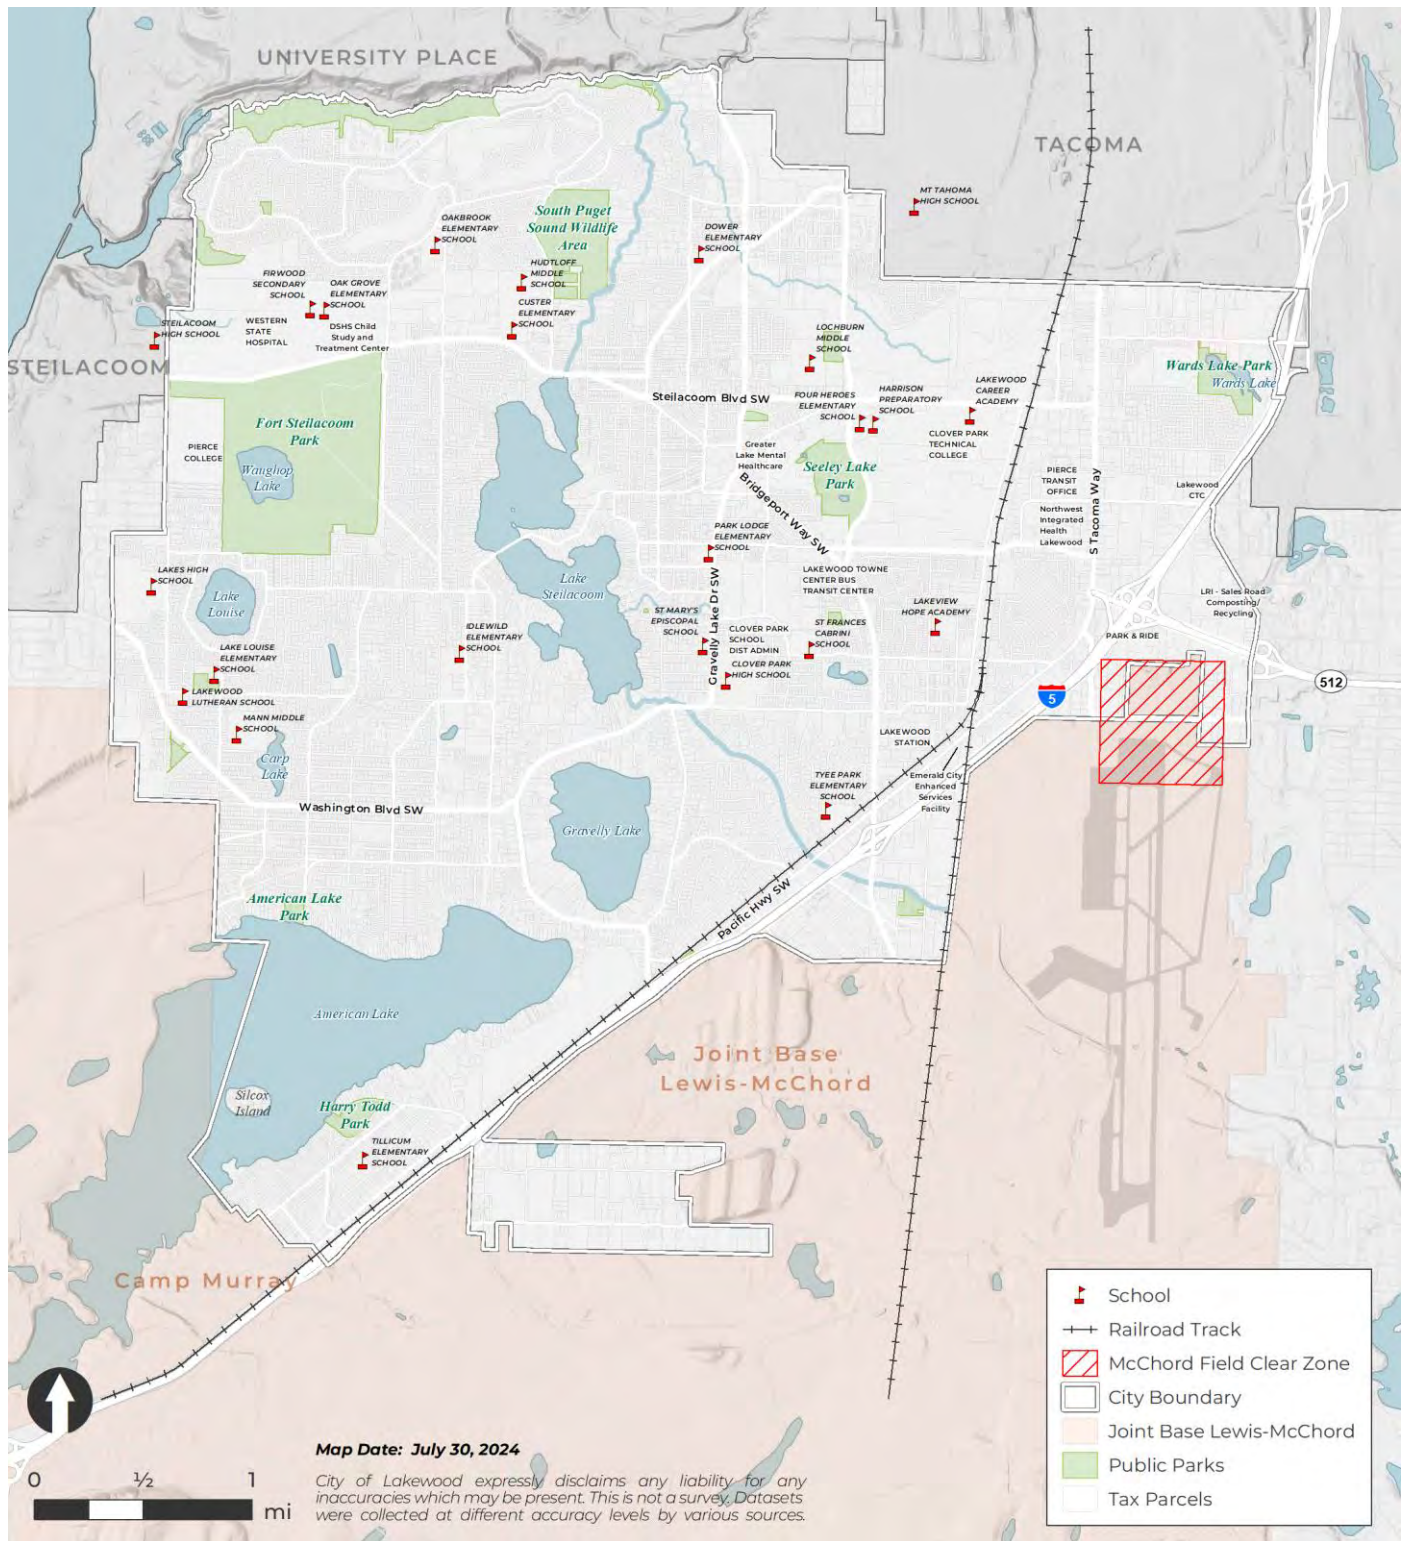 UNIVERSITY PLACE
TACOMA
MT TAHOMA
HIGH SCHOOL
OAKBROOK
ELEMENTARY
SCHOOL
South Puget
Sound Wildlife
Area
DOWER
ELEMENTARY
SCHOOL
HUDTLOFF
MIDDLE
SCHOOL
FIRWOOD
SECONDARY
SCHOOL
OAK GROVE
ELEMENTARY
SCHOOL
CUSTER
ELEMENTARY
SCHOOL
STEILACOOM
HIGH SCHOOL
WESTERN
STATE
HOSPITAL
DSHS Child
Study and
Treatment Center
LOCHBURN
MIDDLE
SCHOOL
STEILACOOM
Wards Lake Park
Wards Lake
Steilacoom Blvd SW
FOUR HEROES
ELEMENTARY
SCHOOL
HARRISON
PREPARATORY
SCHOOL
LAKEWOOD
CAREER
ACADEMY
Fort Steilacoom
Park
PIERCE
COLLEGE
Waughop
Lake
Greater
Lake Mental
Healthcare
CLOVER PARK
TECHNICAL
COLLEGE
Seeley Lake
Park
Bridgeport Way SW
PIERCE
TRANSIT
OFFICE
S Tacoma Way
Lakewood
CTC
Northwest
Integrated
Health
Lakewood
PARK LODGE
ELEMENTARY
SCHOOL
LAKES HIGH
SCHOOL
Lake
Louise
Lake
Steilacoom
Gravelly Lake Dr SW
LAKEWOOD TOWNE
CENTER BUS
TRANSIT CENTER
LRI - Sales Road
Composting/
Recycling
ST MARY'S
EPISCOPAL
SCHOOL
LAKEVIEW
HOPE ACADEMY
IDLEWILD
ELEMENTARY
SCHOOL
CLOVER PARK
SCHOOL
DIST ADMIN
ST FRANCES
CABRINI
SCHOOL
PARK & RIDE
LAKE LOUISE
ELEMENTARY
SCHOOL
CLOVER PARK
HIGH SCHOOL
512
5
LAKEWOOD
LUTHERAN SCHOOL
MANN MIDDLE
SCHOOL
LAKEWOOD
STATION
Carp
Lake
Emerald City
Enhanced
Services
Facility
TYEE PARK
ELEMENTARY
SCHOOL
Washington Blvd SW
Gravelly Lake
Pacific Hwy SW
American Lake
Park
American Lake
Joint Base
Lewis-McChord
Silcox
Island
Harry Todd
Park
TILLICUM
ELEMENTARY
SCHOOL
Camp Murray
School
Railroad Track
McChord Field Clear Zone
City Boundary
Joint Base Lewis-McChord
Public Parks
Tax Parcels
Map Date: July 30, 2024
City of Lakewood expressly disclaims any liability for any
inaccuracies which may be present. This is not a survey. Datasets
were collected at different accuracy levels by various sources.
0 ½ 1
mi